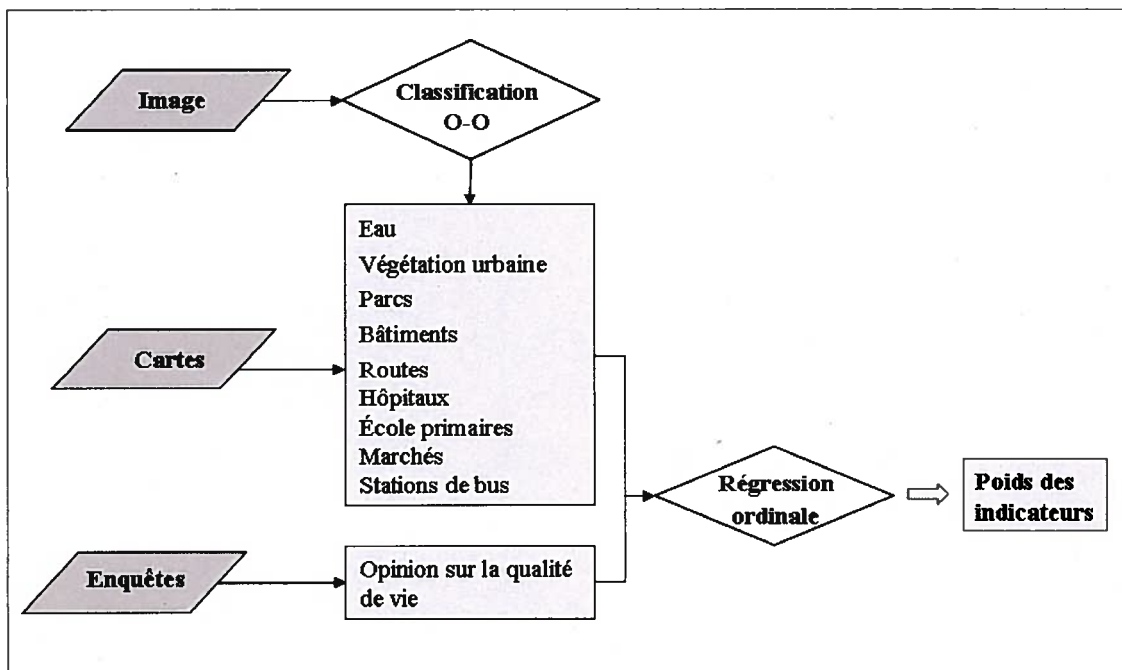 Image
Classification
O-O
Eau
Végétation urbaine
Parcs
Bâtiments
Routes
Hôpitaux
École primaires
Marchés
Stations de bus
Cartes
Régression
ordinale
Poids des
indicateurs
Enquêtes
Opinion sur la qualité
de vie